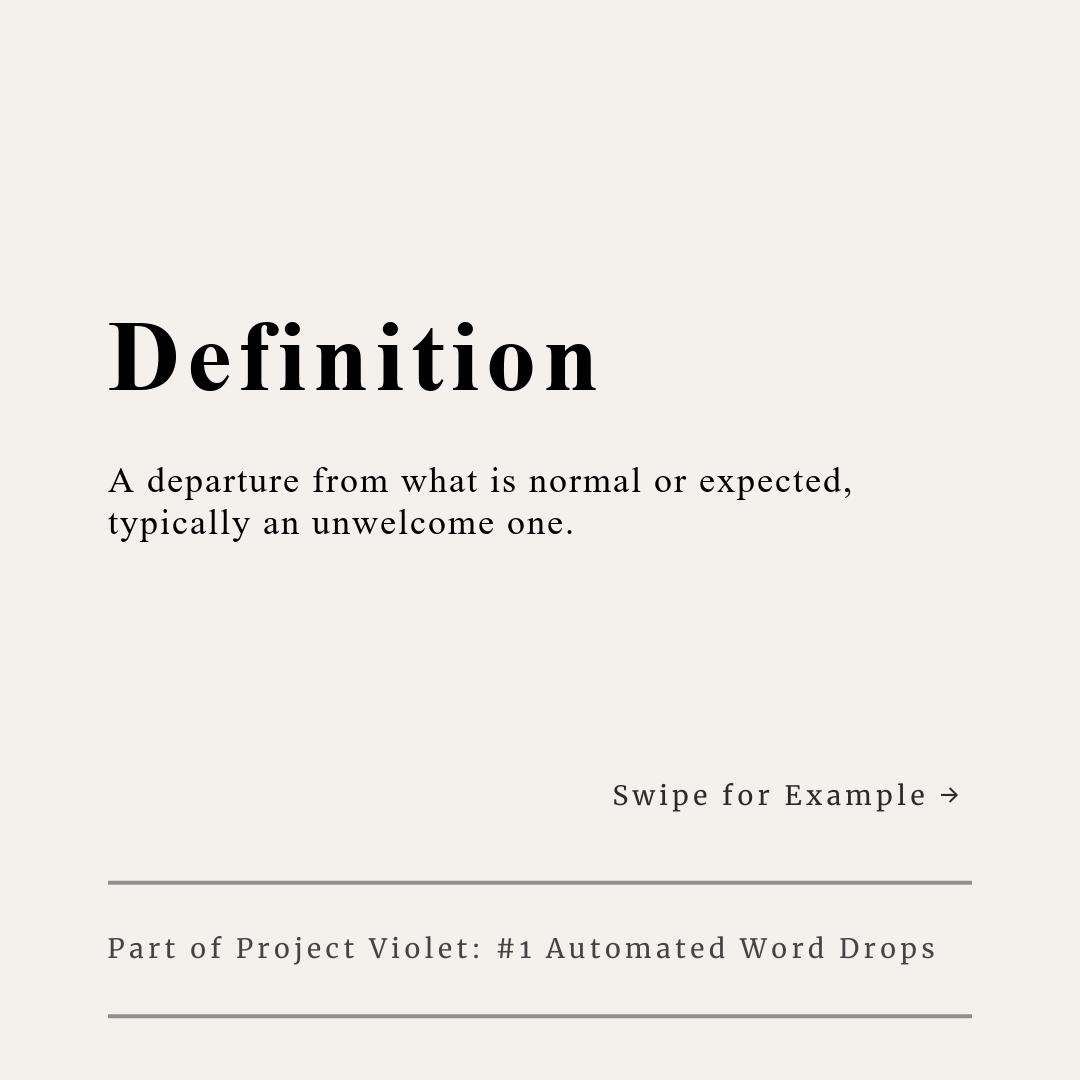 Definition
A departure from what is normal or expected,
typically an unwelcome one.
Swipe for Example →
Part of Project Violet: #1 Automated Word Drops